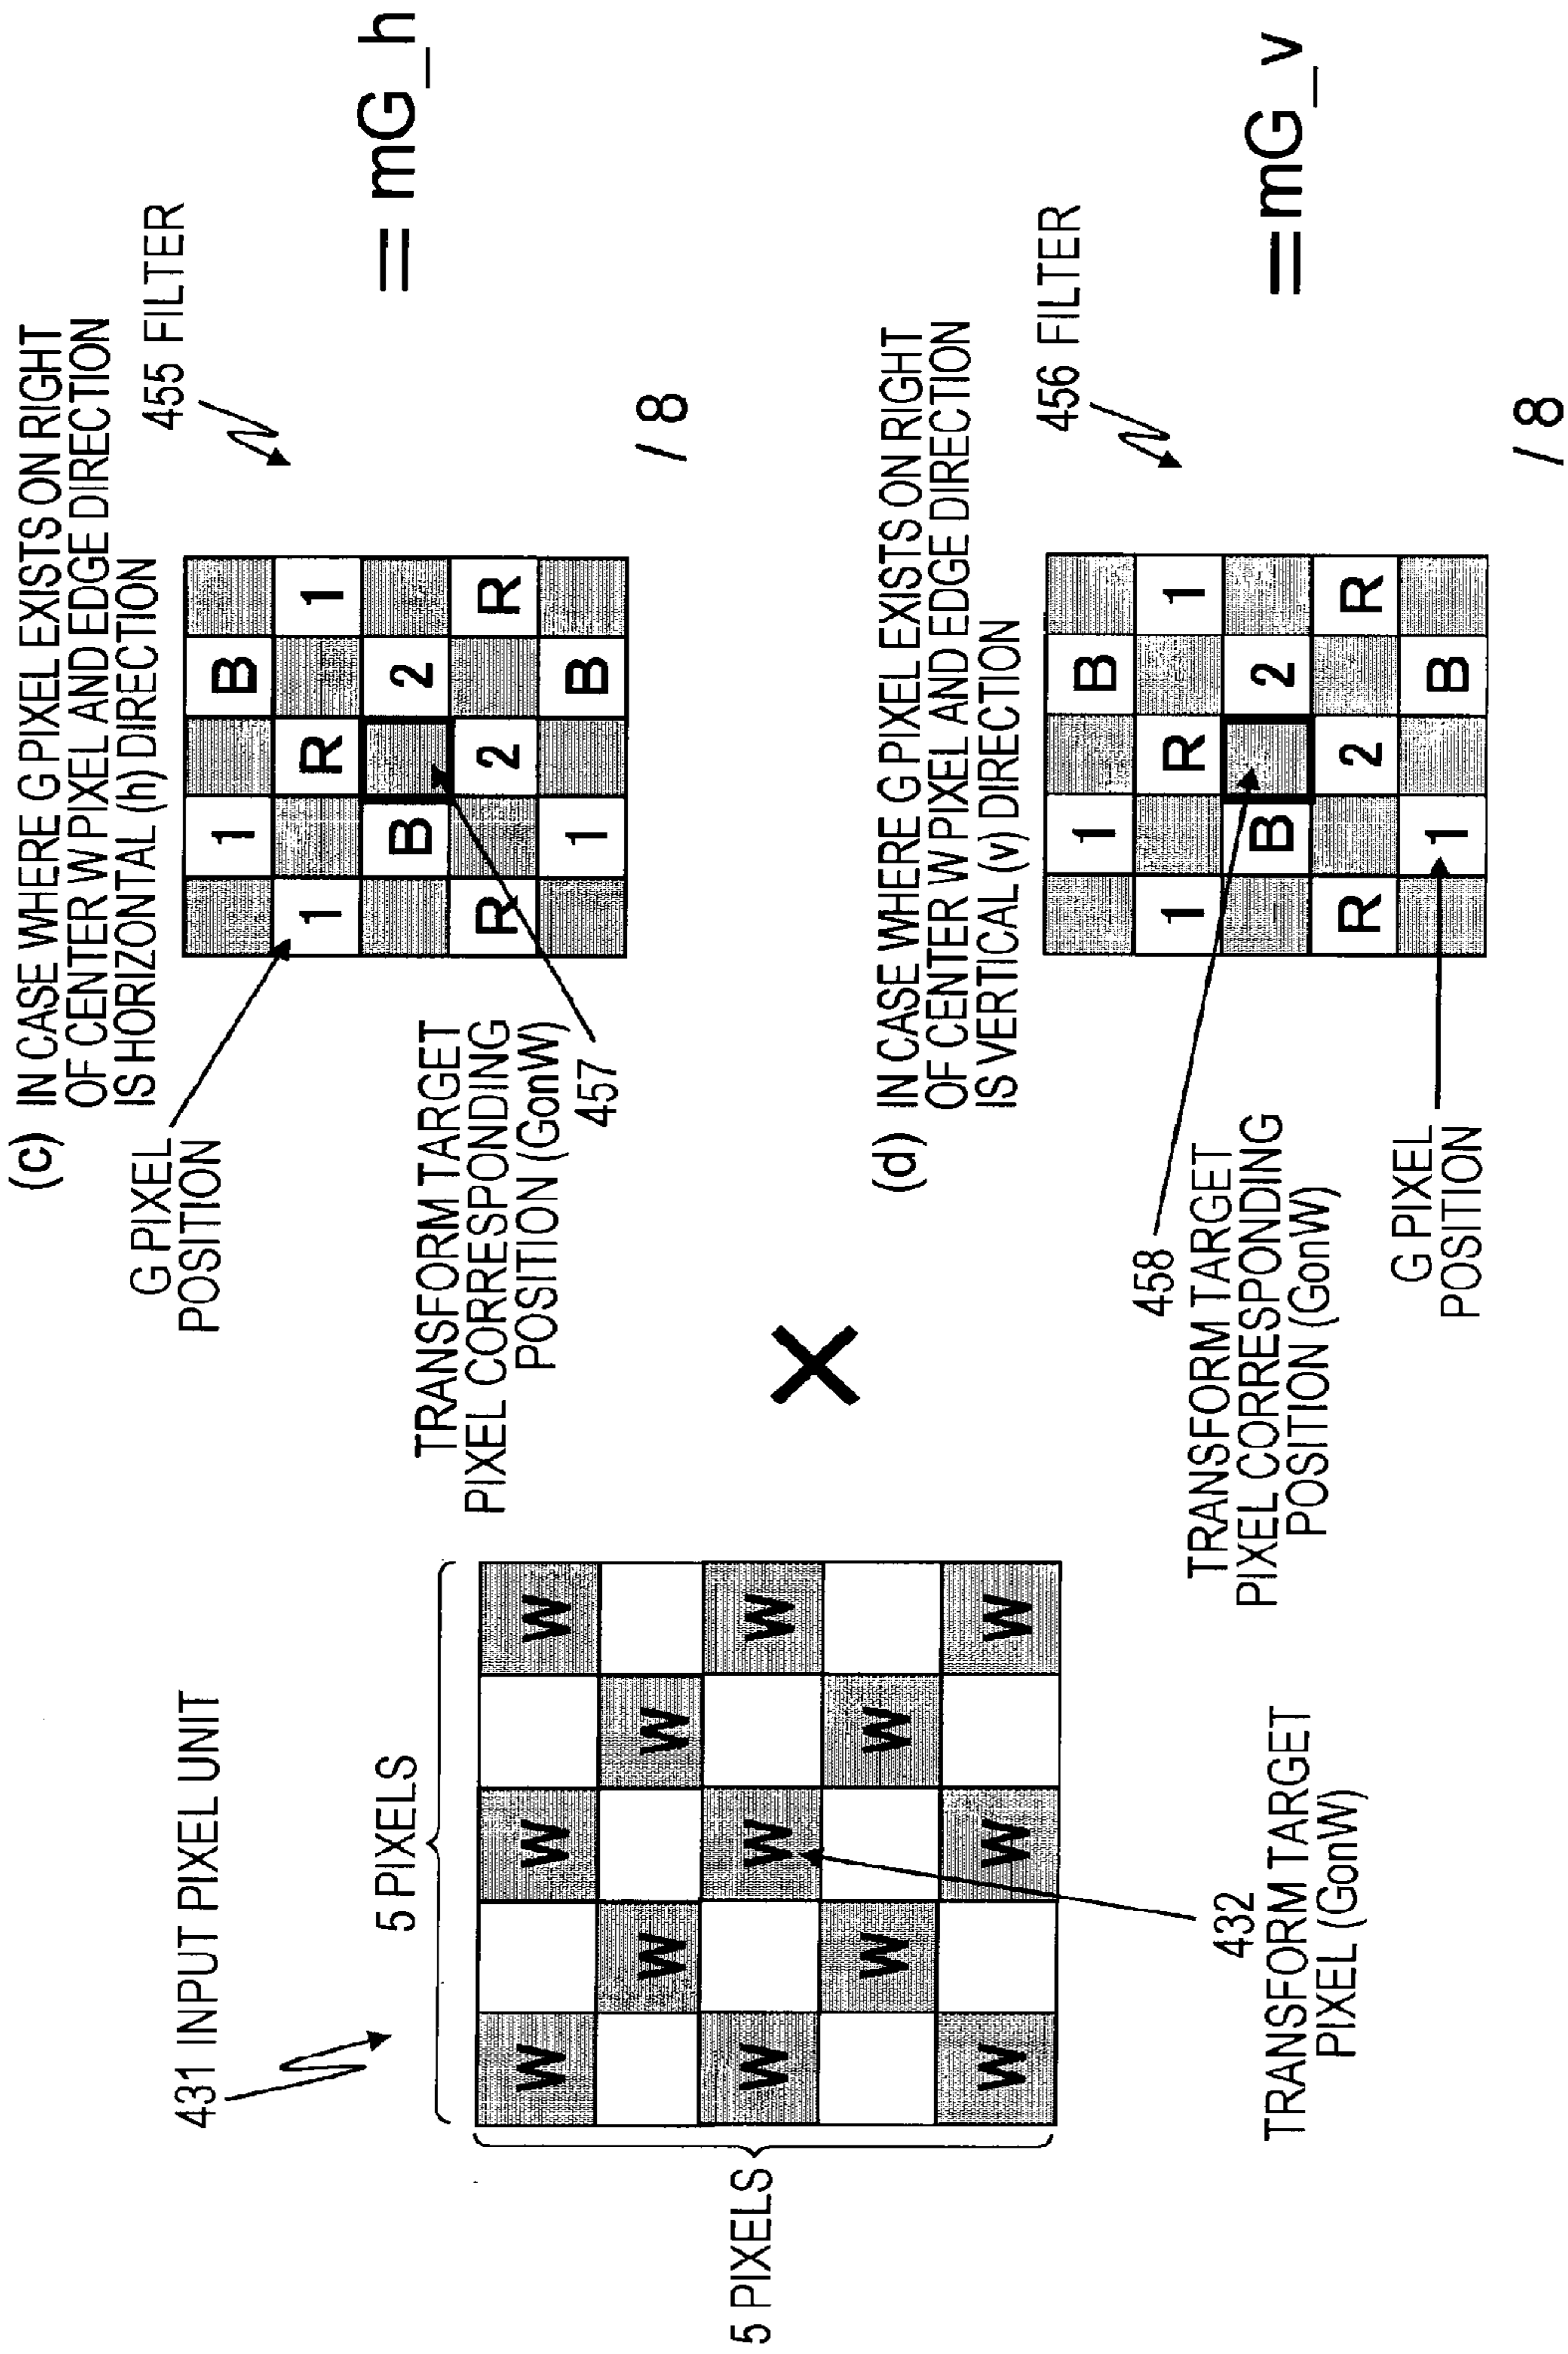 431 INPUT PIXEL UNIT
5 PIXELS
5 PIXELS
W W W
W W
W W W
W W
W W W
432
TRANSFORM TARGET
PIXEL (GonW)
×
(c) IN CASE WHERE G PIXEL EXISTS ON RIGHT
OF CENTER W PIXEL AND EDGE DIRECTION
IS HORIZONTAL (h) DIRECTION
455 FILTER
G PIXEL
POSITION
1 B
1 R 1
B 2
R 2 R
1 B
/ 8
= mG_h
TRANSFORM TARGET
PIXEL CORRESPONDING
POSITION (GonW)
457
(d) IN CASE WHERE G PIXEL EXISTS ON RIGHT
OF CENTER W PIXEL AND EDGE DIRECTION
IS VERTICAL (v) DIRECTION
456 FILTER
1 B
1 R 1
B 2
R 2 R
1 B
/ 8
=mG_v
458
TRANSFORM TARGET
PIXEL CORRESPONDING
POSITION (GonW)
G PIXEL
POSITION